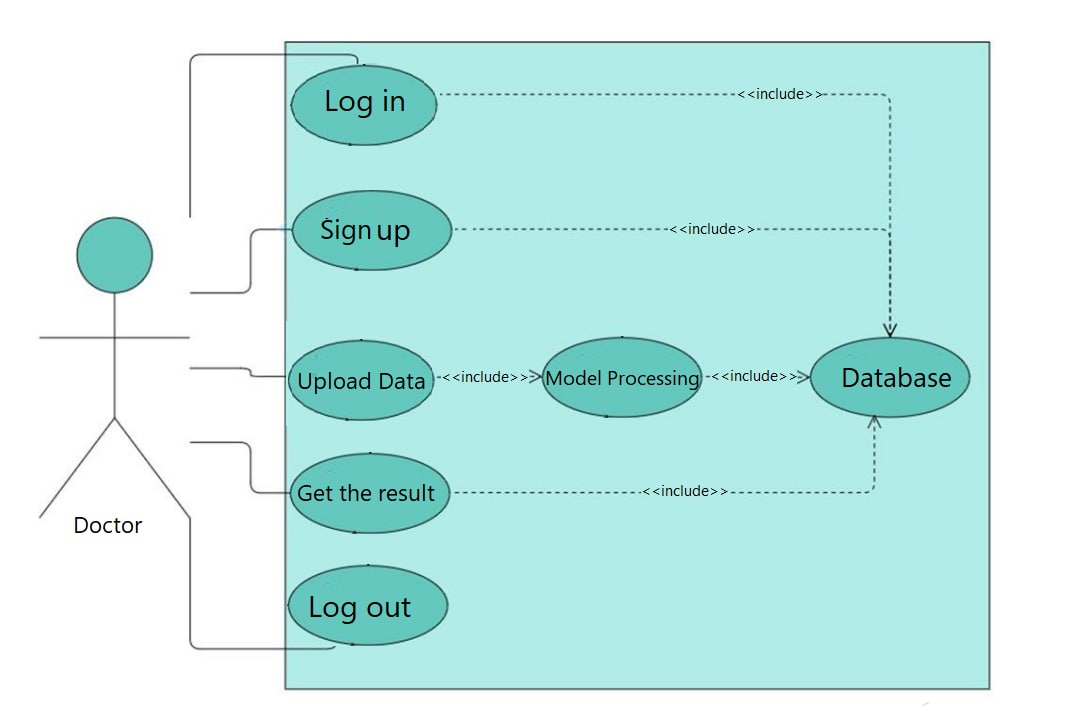 Log in
<<include>>
Sign up
<<include>>
Upload Data
<<include>>
Model Processing
<<include>>
Database
Get the result
<<include>>
Doctor
Log out